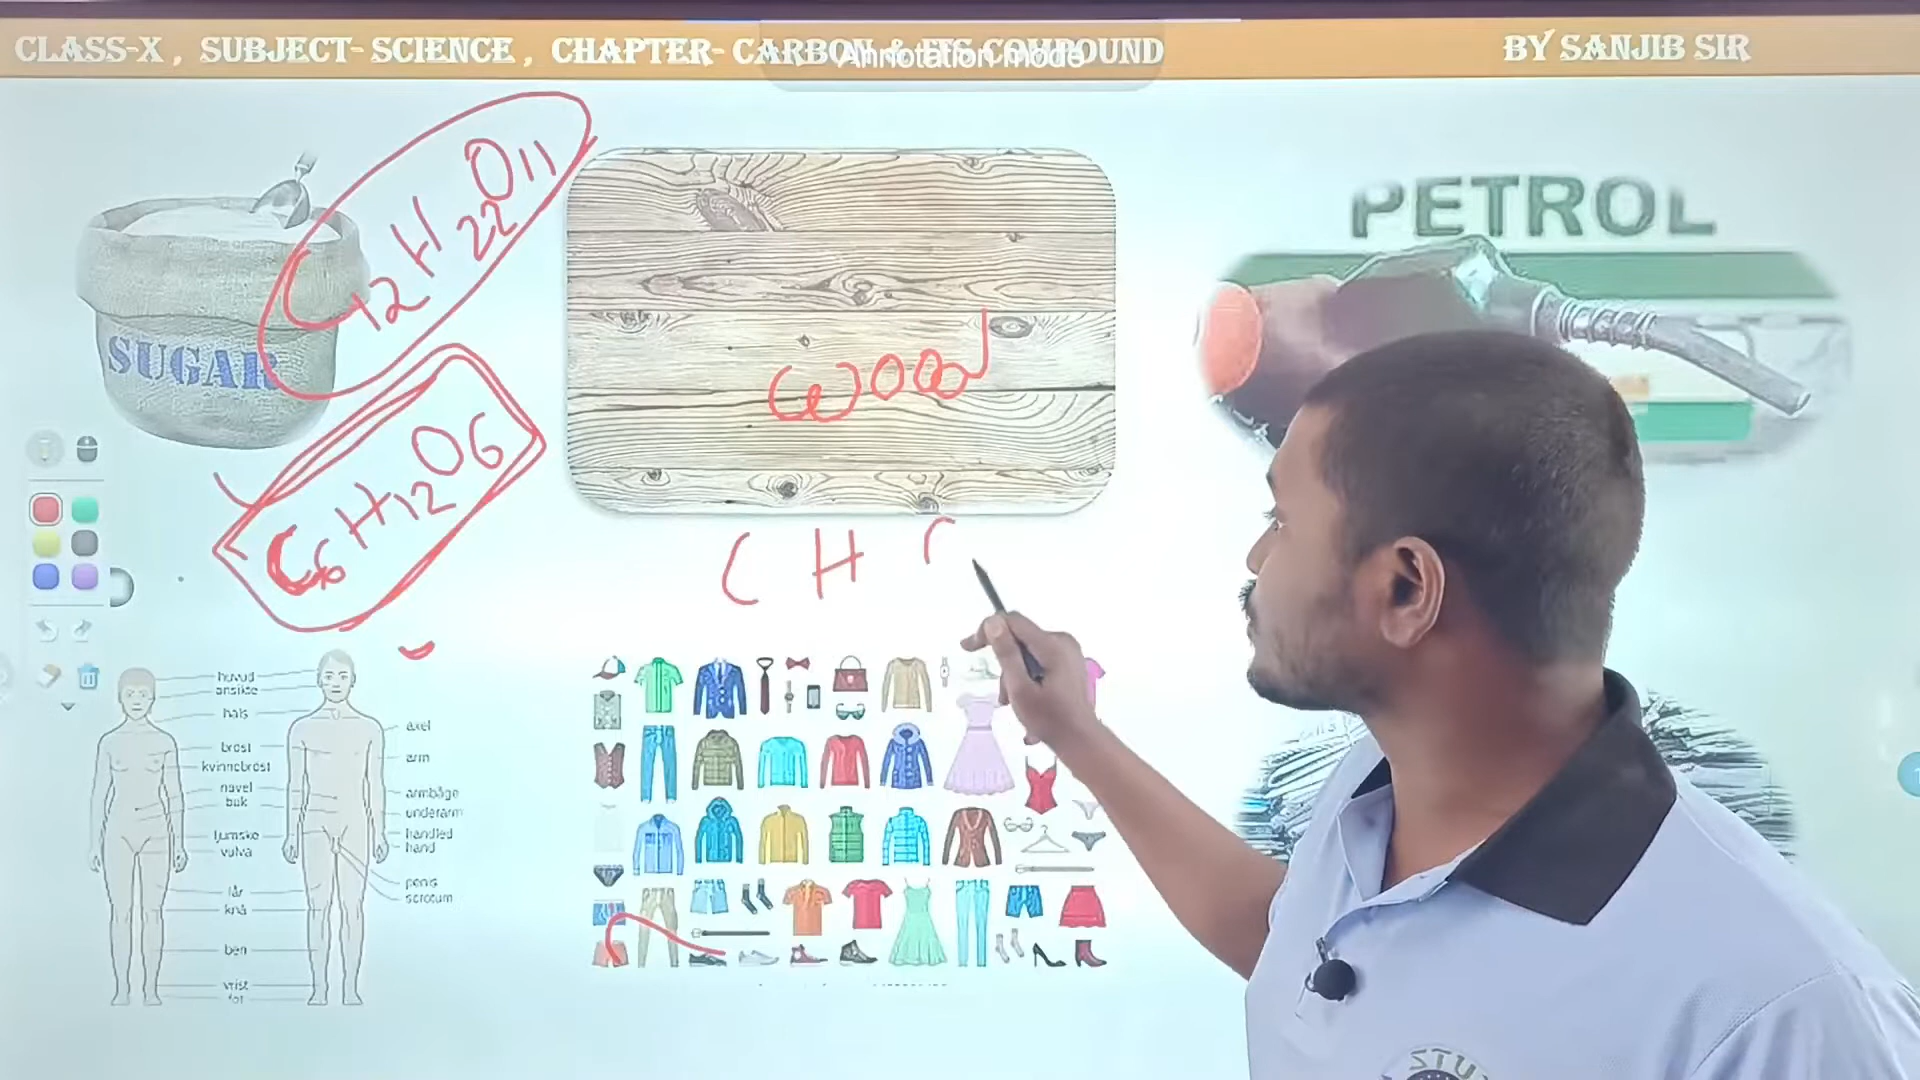 CLASS-X , SUBJECT- SCIENCE , CHAPTER- CARBON & ITS COMPOUND
BY SANJIB SIR
Annotation mode
C12H22O11
PETROL
SUGAR
wood
C6H12O6
C H
huvud
ansikte
hals
axel
bröst
arm
kvinnebröst
navel
armbåge
buk
underarm
ljumske
handled
vulva
hand
penis
lår
scrotum
knä
ben
vrist
fot
STU